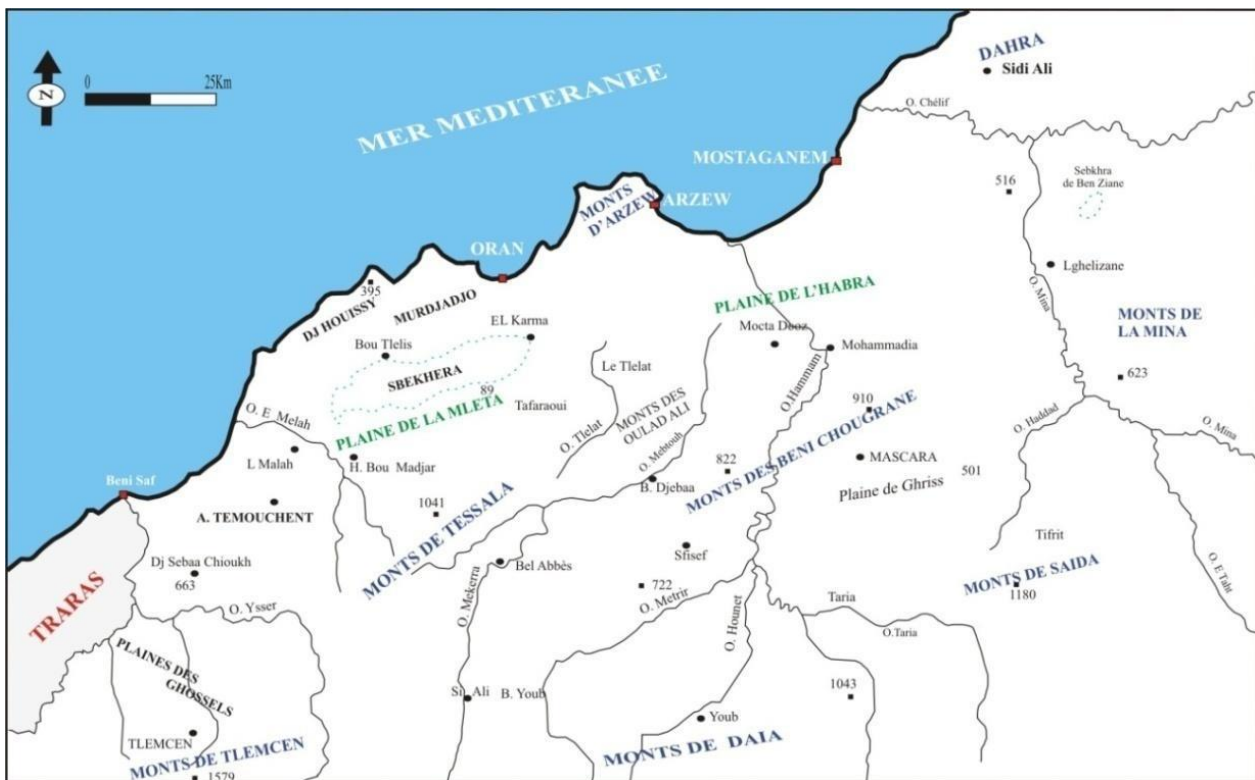 DAHRA
Sidi Ali
0 25Km
N
MER MEDITERANEE
O. Chélif
MOSTAGANEM
516
Sebkhra
de Ben Ziane
MONTS
D'ARZEW
ARZEW
ORAN
Lghelizane
395
DJ HOUISSY
MURDJADJO
PLAINE DE L'HABRA
O. Mina
MONTS DE
LA MINA
EL Karma
Mocta Dooz
Mohammadia
Bou Tlelis
SBEKHERA
89
Le Tlelat
623
Tafaraoui
O.Hammam
910
O. E Melah
PLAINE DE LA MLETA
O. Tlelat
MONTS DES
OULAD ALI
O. Haddad
O. Mina
L Malah
H. Bou Madjar
O. Mebtouh
822
MONTS DES BENI CHOUGRANE
MASCARA
501
Beni Saf
B. Djebaa
Plaine de Ghriss
A. TEMOUCHENT
1041
MONTS DE TESSALA
Sfisef
Tifrit
Dj Sebaa Chioukh
663
Bel Abbès
722
MONTS DE SAIDA
1180
O. E Taht
TRARAS
O. Ysser
O. Mekerra
O. Metrir
O. Hounet
Taria
O.Taria
PLAINES DES
GHOSSELS
Si Ali
B. Youb
1043
Youb
TLEMCEN
MONTS DE TLEMCEN
MONTS DE DAIA
1579